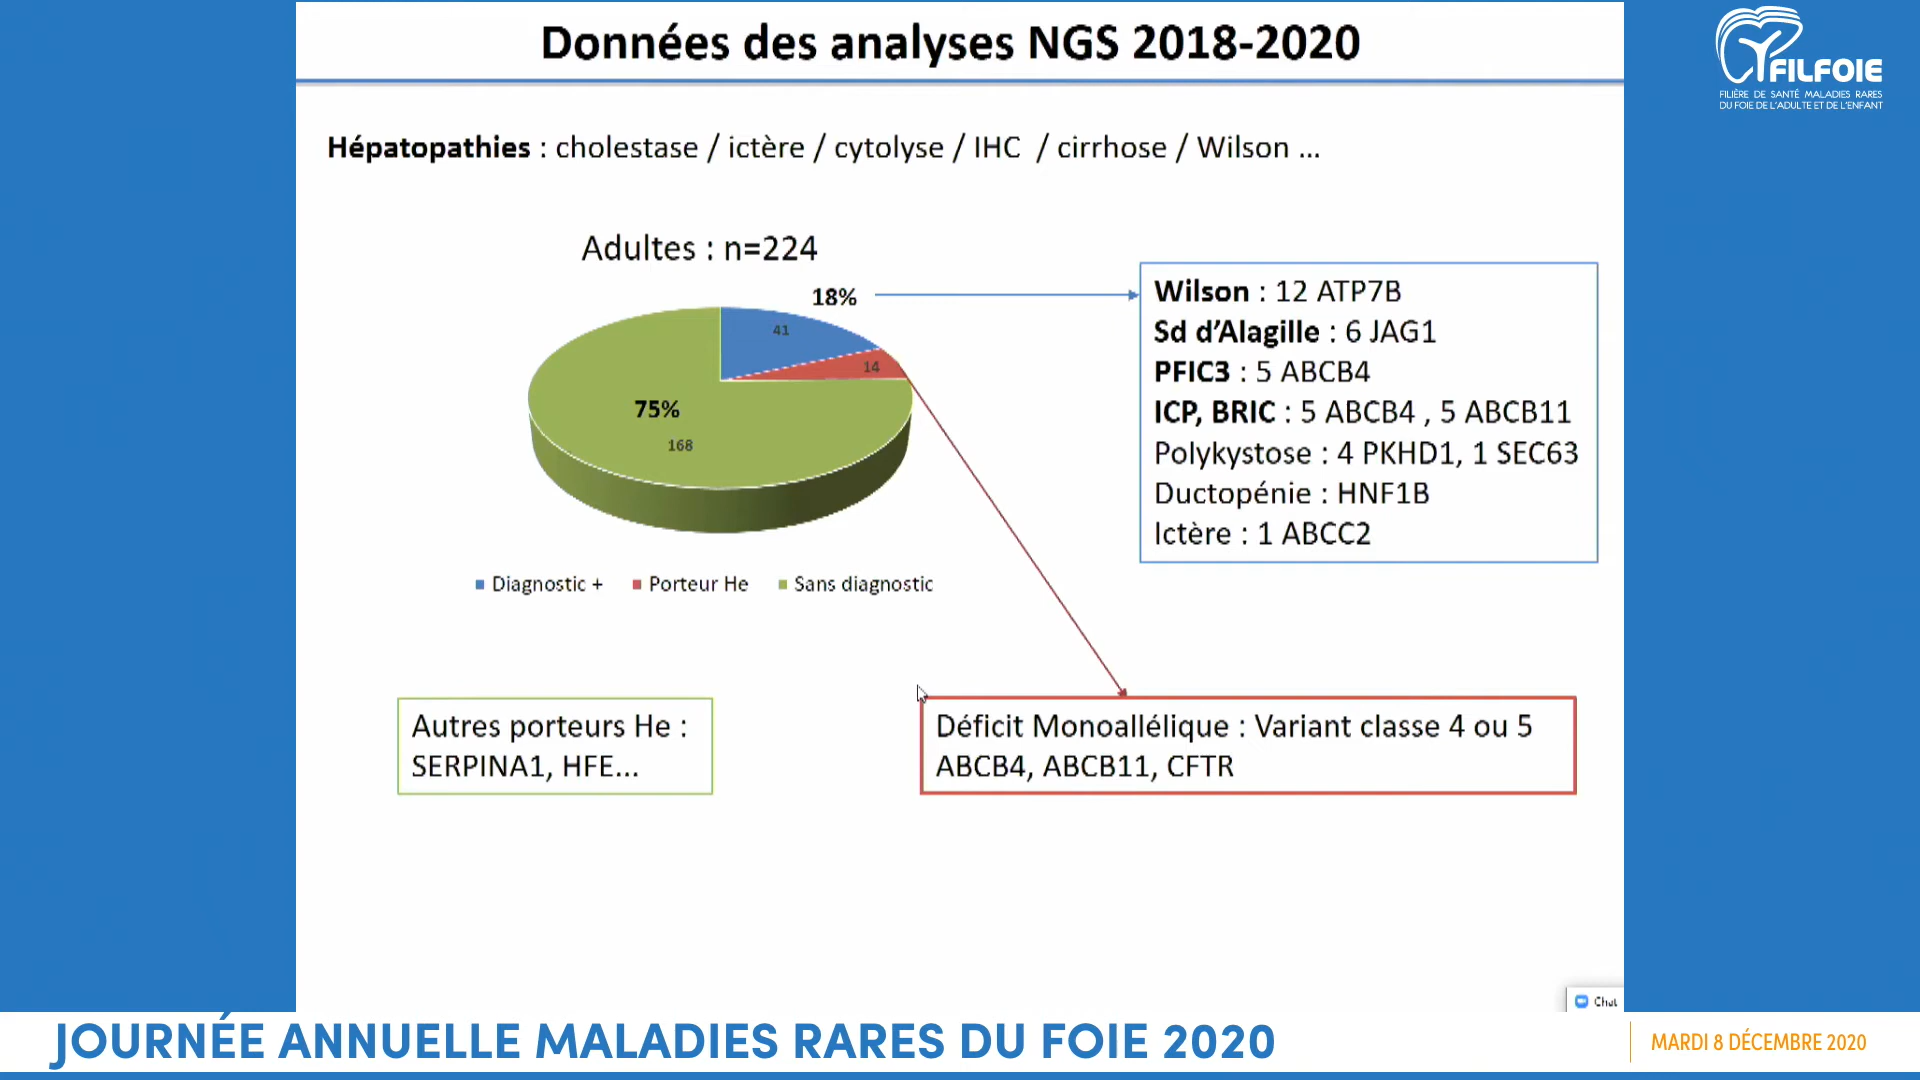 Données des analyses NGS 2018-2020
FILFOIE
FILIÈRE DE SANTÉ MALADIES RARES
DU FOIE DE L'ADULTE ET DE L'ENFANT
Hépatopathies : cholestase / ictère / cytolyse / IHC / cirrhose / Wilson ...
Adultes : n=224
18%
41
14
75%
168
Diagnostic +
Porteur He
Sans diagnostic
Wilson : 12 ATP7B
Sd d’Alagille : 6 JAG1
PFIC3 : 5 ABCB4
ICP, BRIC : 5 ABCB4 , 5 ABCB11
Polykystose : 4 PKHD1, 1 SEC63
Ductopénie : HNF1B
Ictère : 1 ABCC2
Autres porteurs He :
SERPINA1, HFE...
Déficit Monoallélique : Variant classe 4 ou 5
ABCB4, ABCB11, CFTR
Chat
JOURNÉE ANNUELLE MALADIES RARES DU FOIE 2020
MARDI 8 DÉCEMBRE 2020